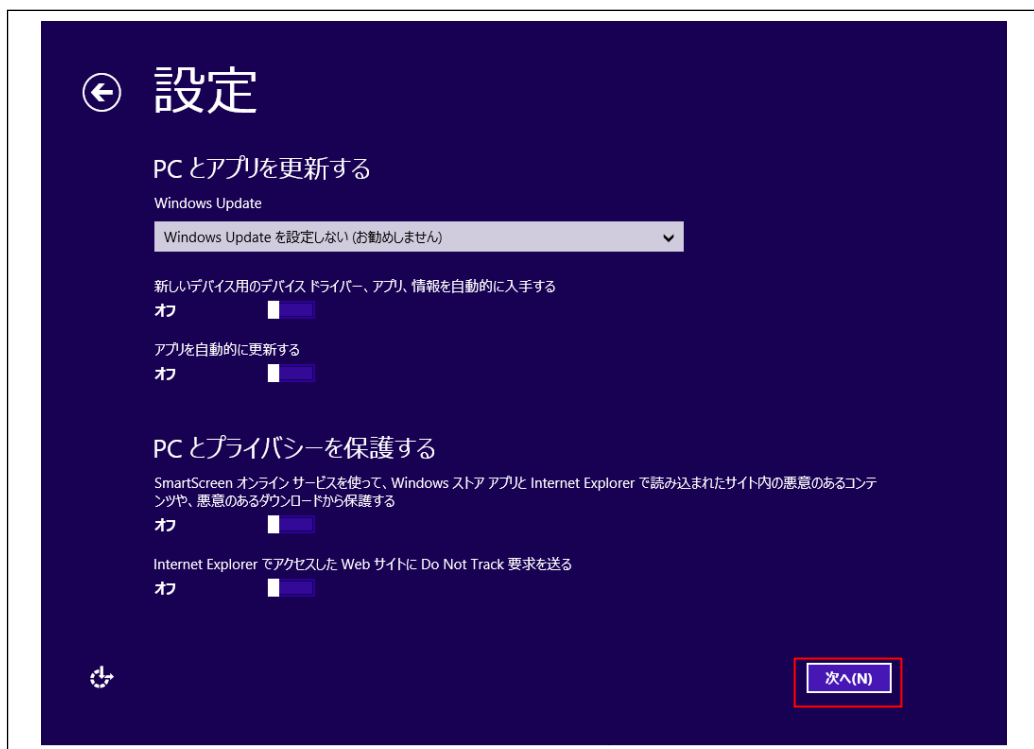 設定
PC とアプリを更新する
Windows Update
Windows Update を設定しない (お勧めしません)
新しいデバイス用のデバイス ドライバー、アプリ、情報を自動的に入手する
オフ
アプリを自動的に更新する
オフ
PC とプライバシーを保護する
SmartScreen オンライン サービスを使って、Windows ストア アプリと Internet Explorer で読み込まれたサイト内の悪意のあるコンテ
ンツや、悪意のあるダウンロードから保護する
オフ
Internet Explorer でアクセスした Web サイトに Do Not Track 要求を送る
オフ
次へ(N)